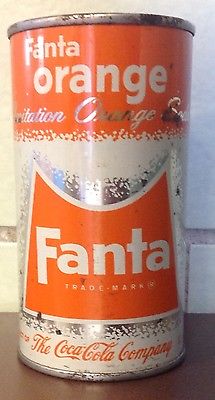 Fanta
orange
Imitation Orange Soda
Fanta
TRADE-MARK ®
The Coca-Cola Company